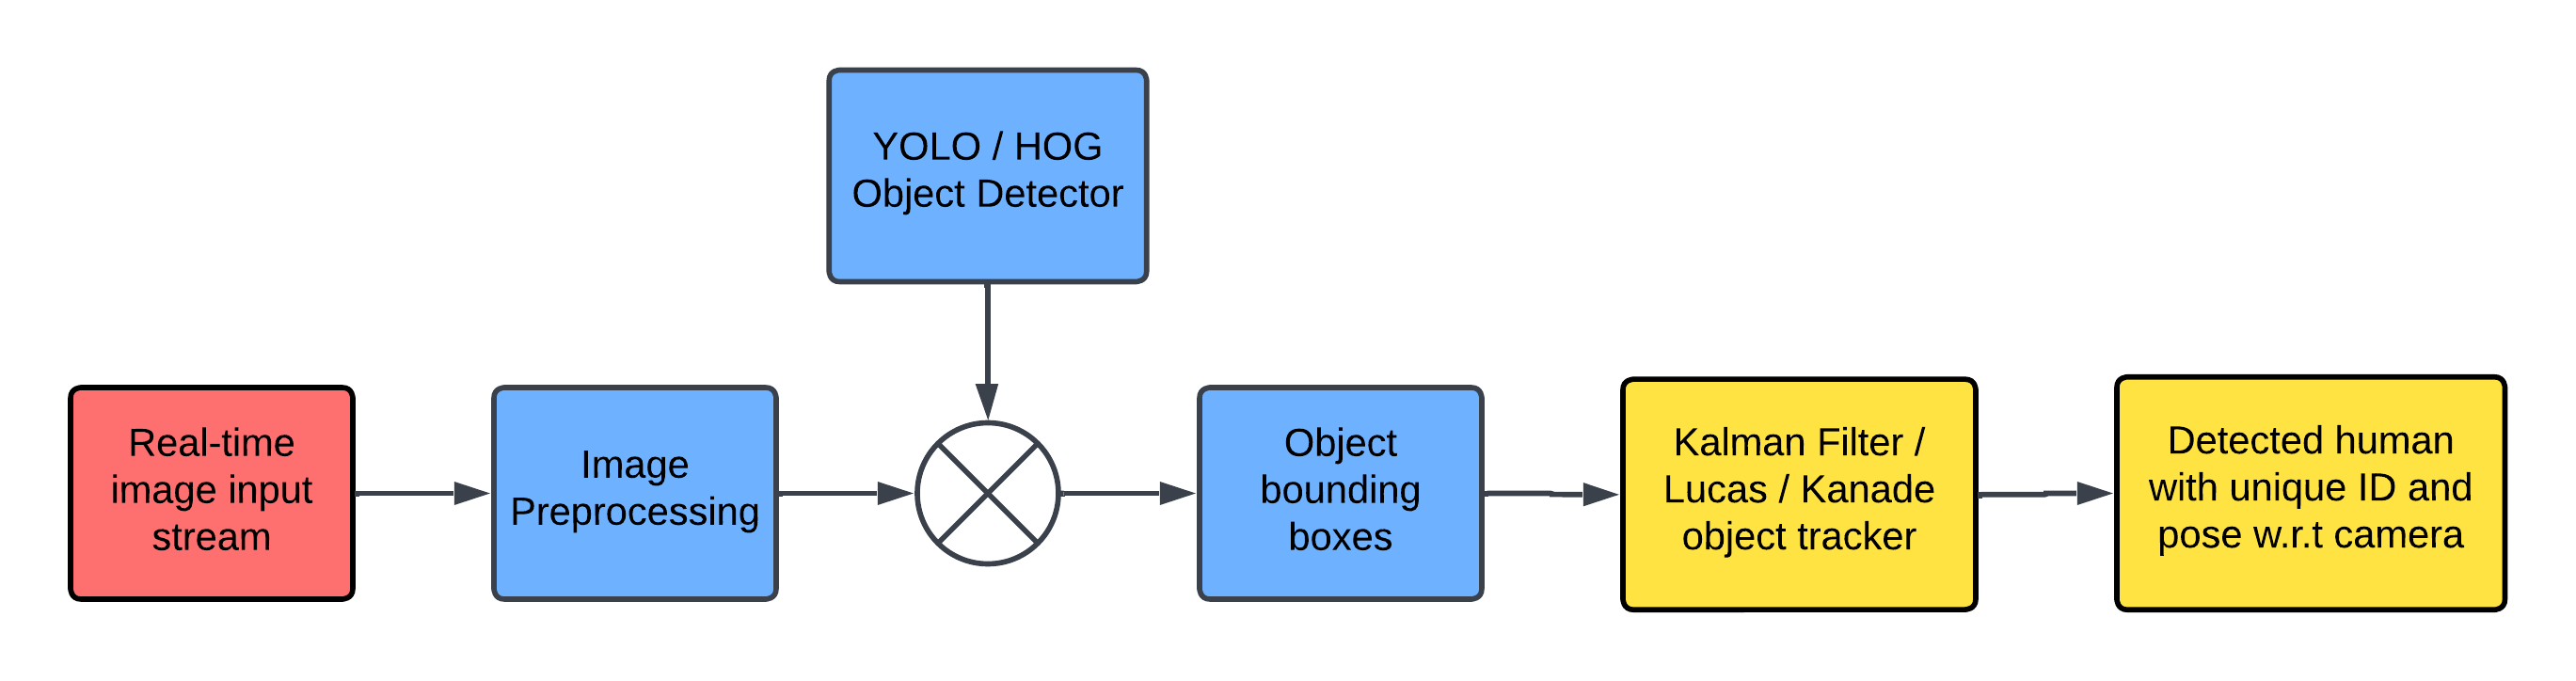 YOLO / HOG
Object Detector
Real-time
image input
stream
Image
Preprocessing
Object
bounding
boxes
Kalman Filter /
Lucas / Kanade
object tracker
Detected human
with unique ID and
pose w.r.t camera